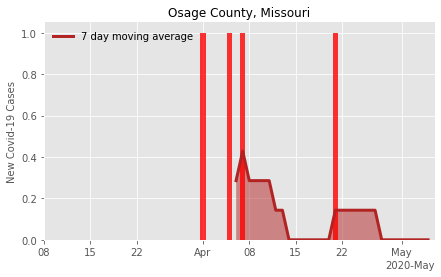 Osage County, Missouri
7 day moving average
New Covid-19 Cases
1.0
0.8
0.6
0.4
0.2
0.0
08 15 22 Apr 08 15 22 May
2020-May